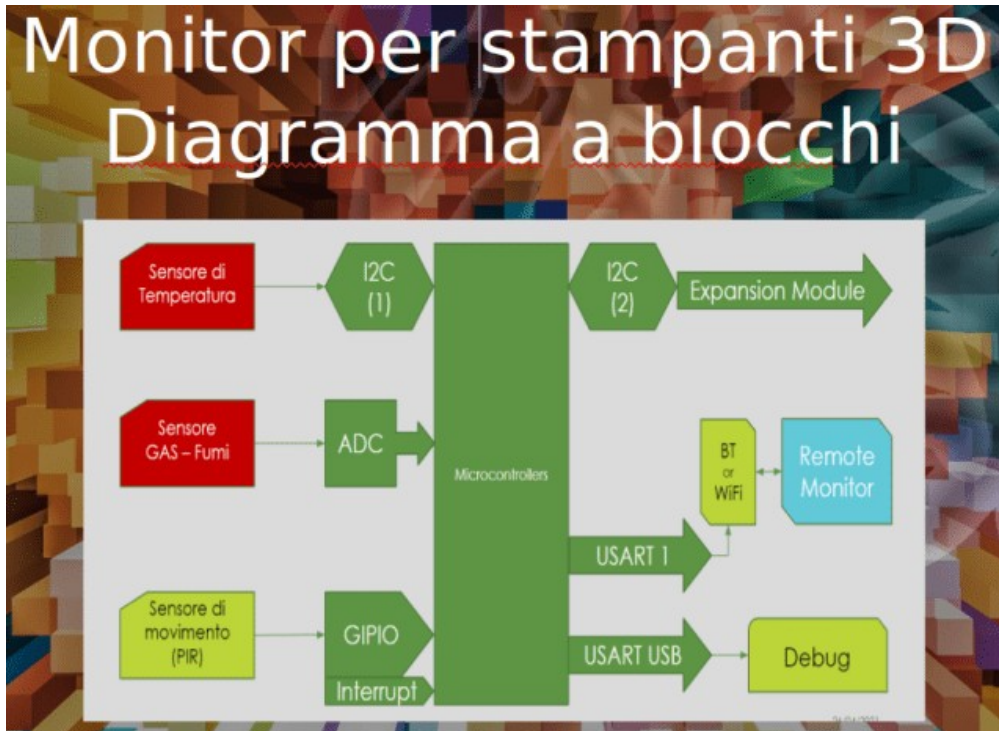 Monitor per stampanti 3D
Diagramma a blocchi
Sensore di
Temperatura
I2C
(1)
I2C
(2)
Expansion Module
Sensore
GAS – Fumi
ADC
Microcontrollers
BT
or
WiFi
Remote
Monitor
USART 1
Sensore di
movimento
(PIR)
GIPIO
Interrupt
USART USB
Debug